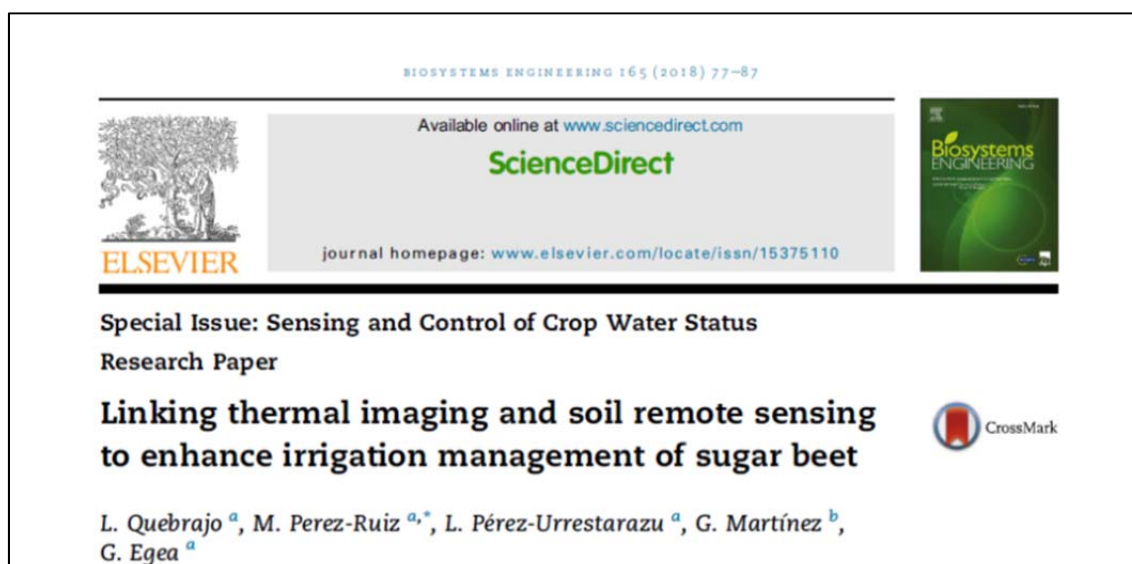 BIOSYSTEMS ENGINEERING 165 (2018) 77–87
Available online at www.sciencedirect.com
ScienceDirect
journal homepage: www.elsevier.com/locate/issn/15375110
ELSEVIER
Biosystems
ENGINEERING
Special Issue: Sensing and Control of Crop Water Status
Research Paper
Linking thermal imaging and soil remote sensing
to enhance irrigation management of sugar beet
CrossMark
L. Quebrajo a, M. Perez-Ruiz a,*, L. Pérez-Urrestarazu a, G. Martínez b,
G. Egea a